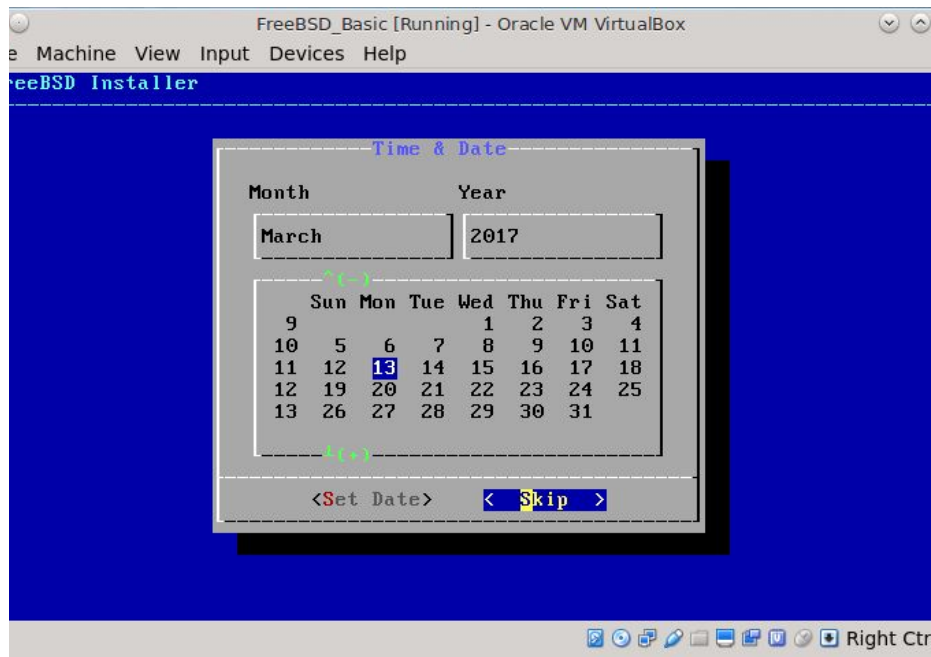 FreeBSD_Basic [Running] - Oracle VM VirtualBox
e Machine View Input Devices Help
reeBSD Installer
Time & Date
Month Year
March 2017
^(-)
Sun Mon Tue Wed Thu Fri Sat
9 1 2 3 4
10 5 6 7 8 9 10 11
11 12 13 14 15 16 17 18
12 19 20 21 22 23 24 25
13 26 27 28 29 30 31
┴(+)
<Set Date> < Skip >
Right Ctr